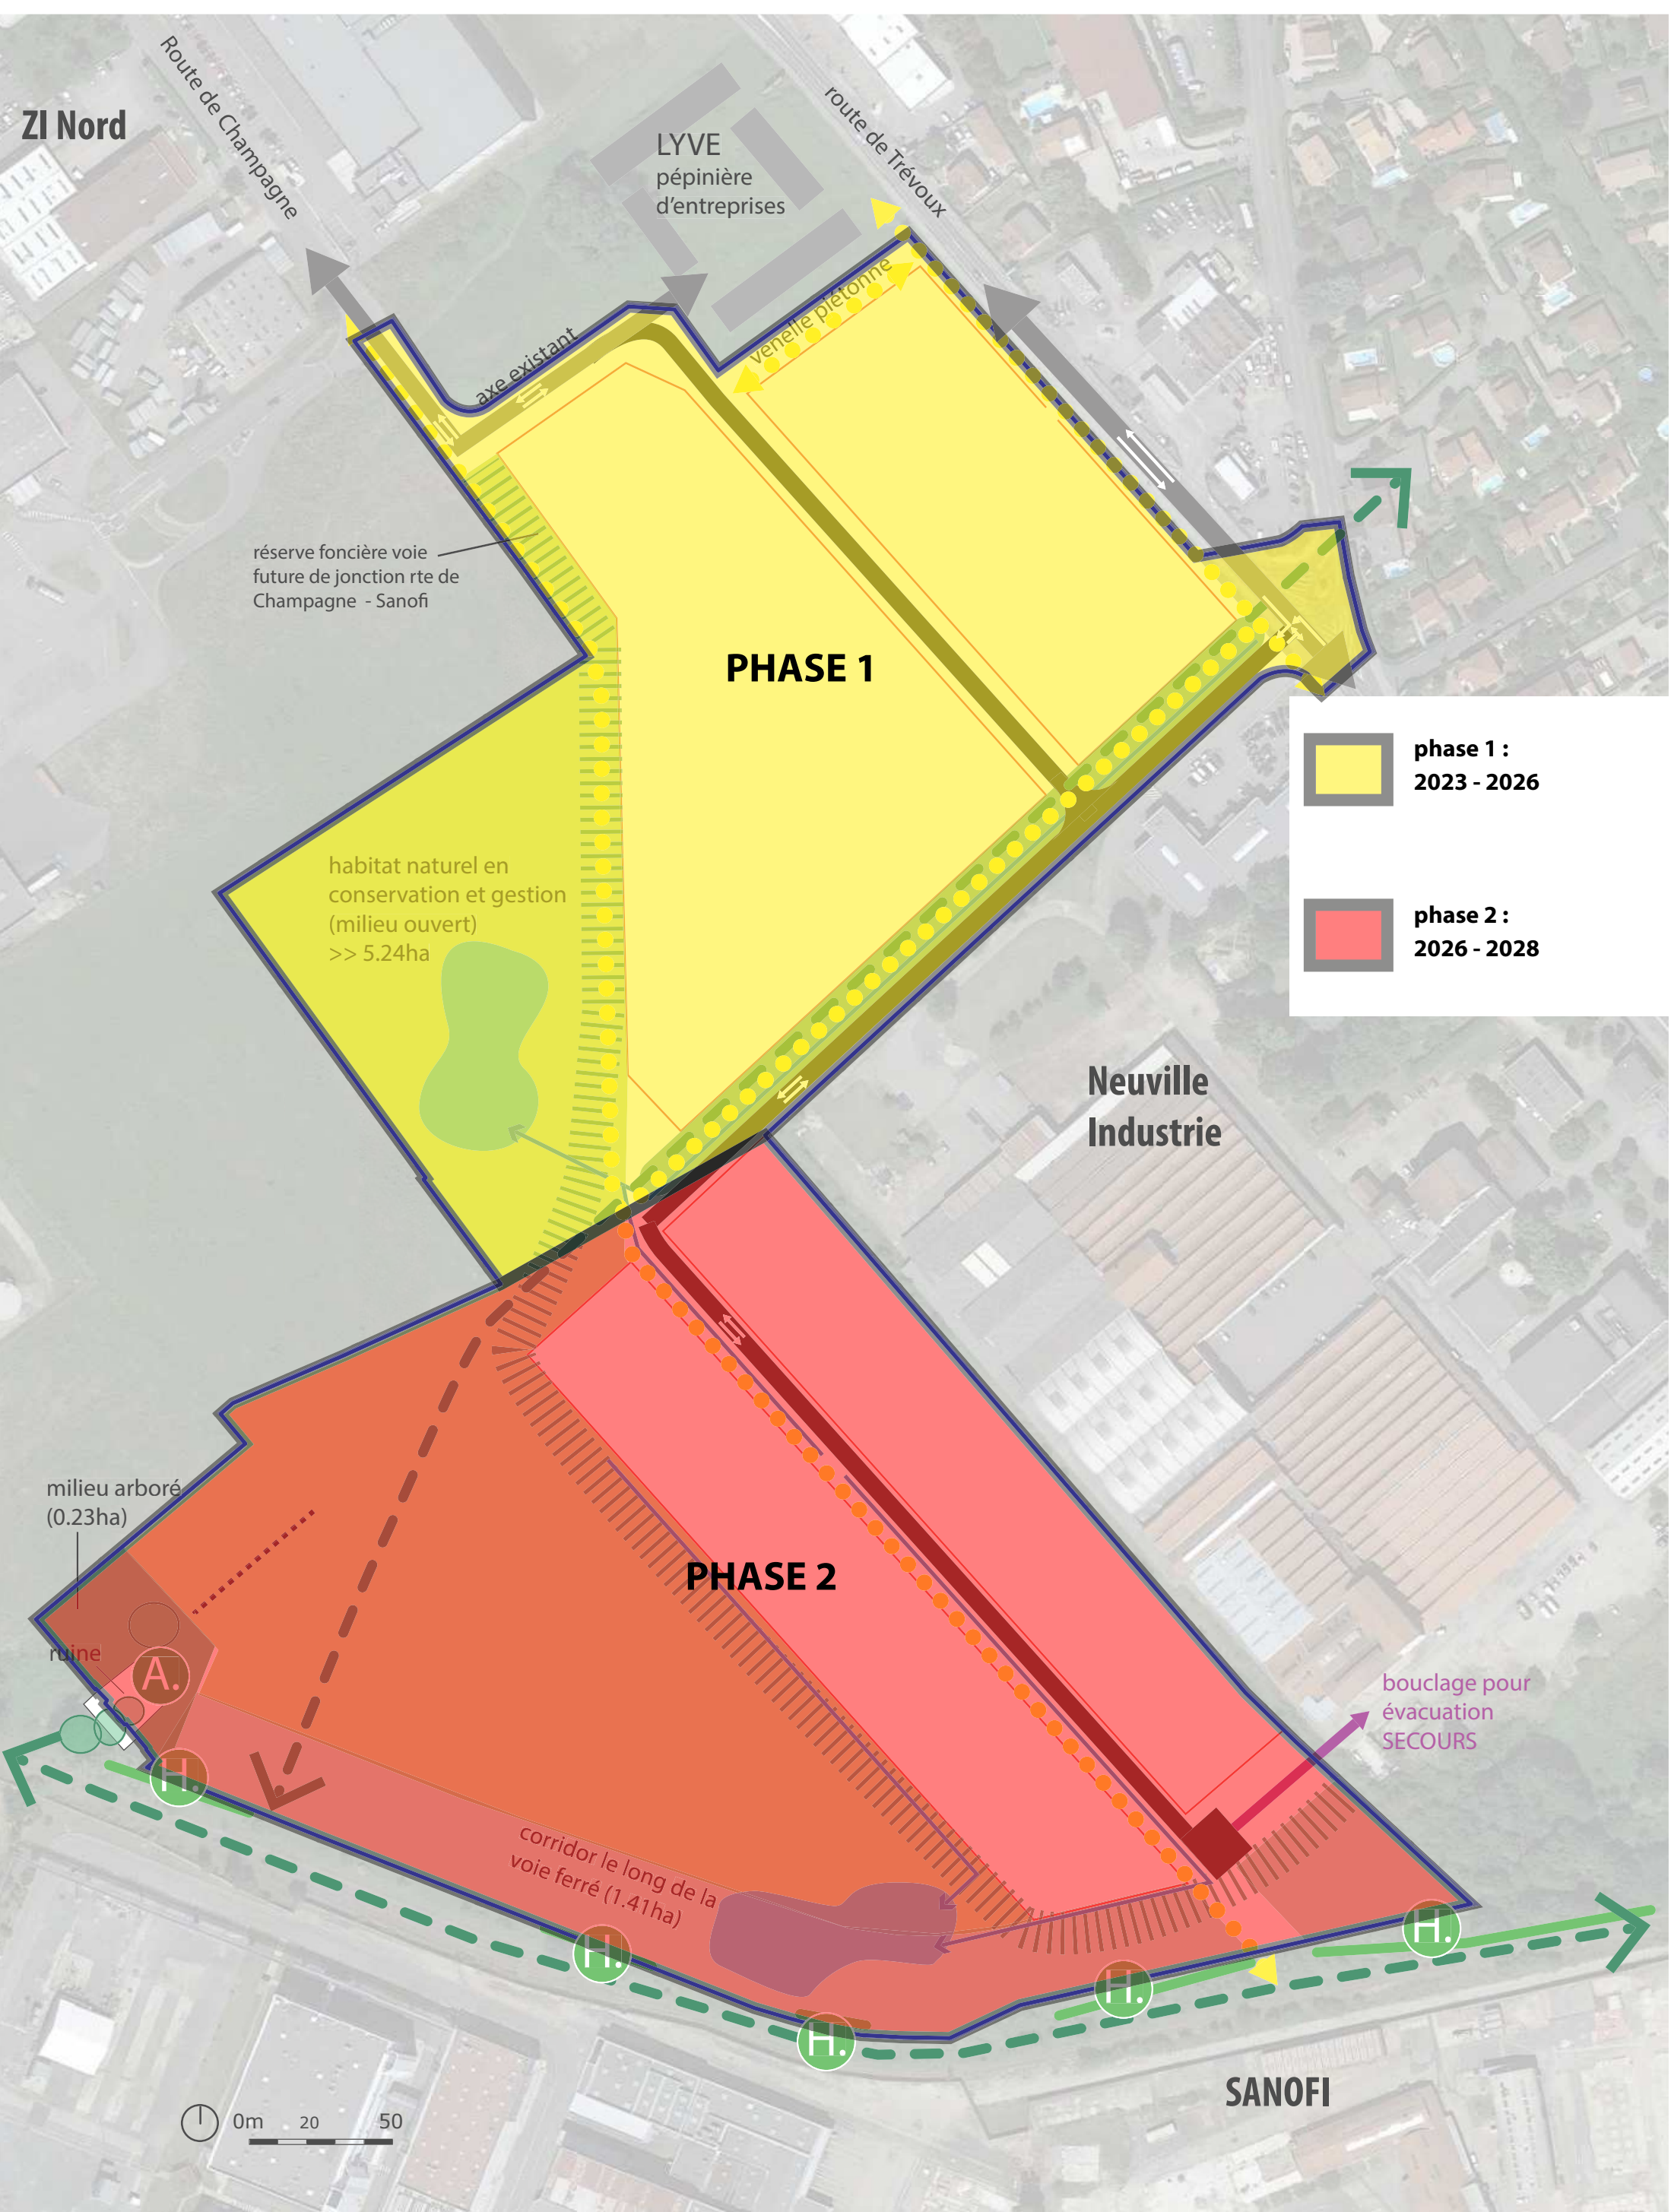 ZI Nord
Route de Champagne
LYVE
pépinière
d'entreprises
route de Trévoux
venelle piétonne
axe existant
réserve foncière voie
future de jonction rte de
Champagne - Sanofi
PHASE 1
phase 1 :
2023 - 2026
phase 2 :
2026 - 2028
habitat naturel en
conservation et gestion
(milieu ouvert)
>> 5.24ha
Neuville
Industrie
milieu arboré
(0.23ha)
PHASE 2
ruine
A.
bouclage pour
évacuation
SECOURS
H.
corridor le long de la
voie ferré (1.41ha)
H.
H.
H.
H.
SANOFI
0m 20 50